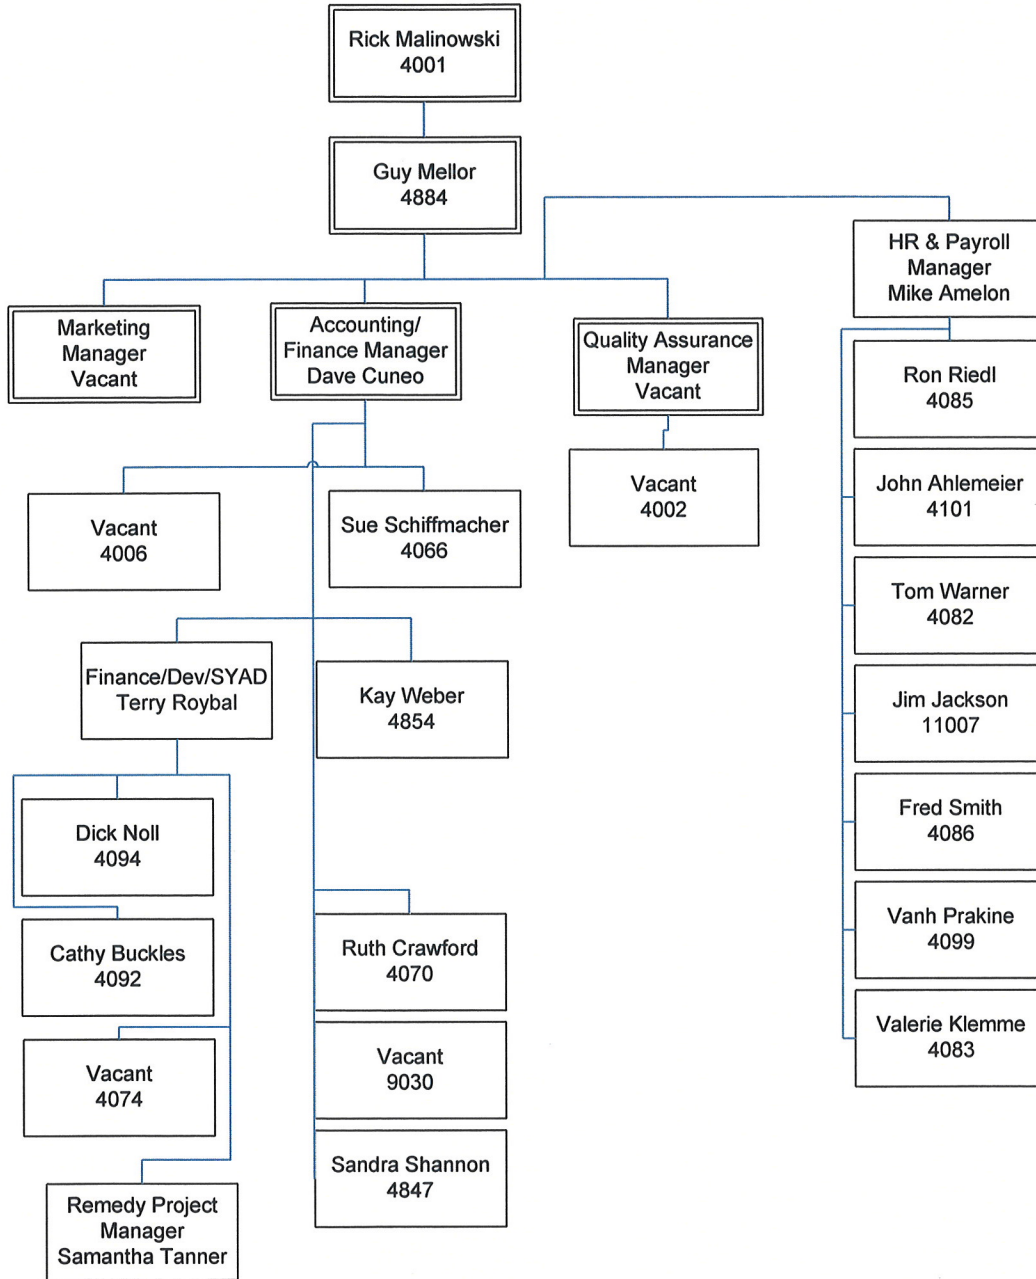 Rick Malinowski
4001
Guy Mellor
4884
HR & Payroll
Manager
Mike Amelon
Marketing
Manager
Vacant
Accounting/
Finance Manager
Dave Cuneo
Quality Assurance
Manager
Vacant
Ron Riedl
4085
Vacant
4006
Sue Schiffmacher
4066
Vacant
4002
John Ahlemeier
4101
Tom Warner
4082
Finance/Dev/SYAD
Terry Roybal
Kay Weber
4854
Jim Jackson
11007
Dick Noll
4094
Fred Smith
4086
Cathy Buckles
4092
Ruth Crawford
4070
Vanh Prakine
4099
Vacant
4074
Vacant
9030
Valerie Klemme
4083
Sandra Shannon
4847
Remedy Project
Manager
Samantha Tanner